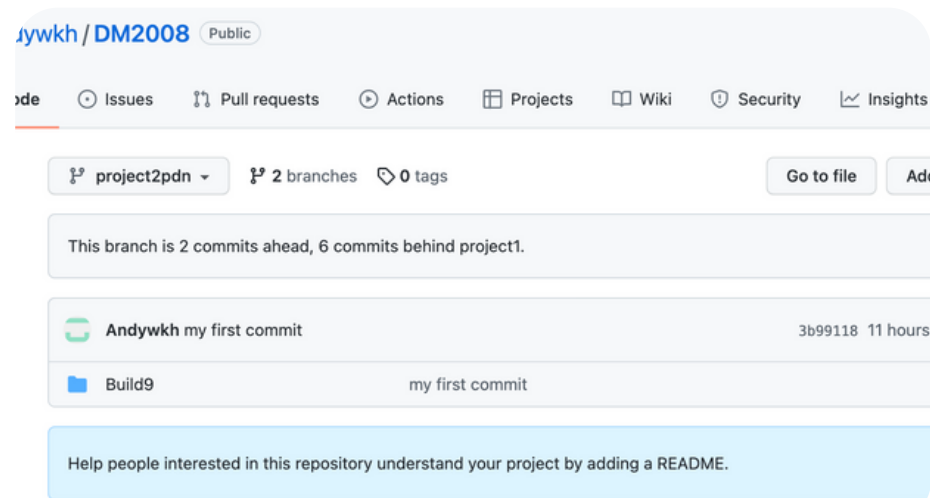 dywkh / DM2008 Public
ode Issues Pull requests Actions Projects Wiki Security Insights
project2pdn 2 branches 0 tags Go to file Add
This branch is 2 commits ahead, 6 commits behind project1.
Andywkh my first commit 3b99118 11 hours
Build9 my first commit
Help people interested in this repository understand your project by adding a README.